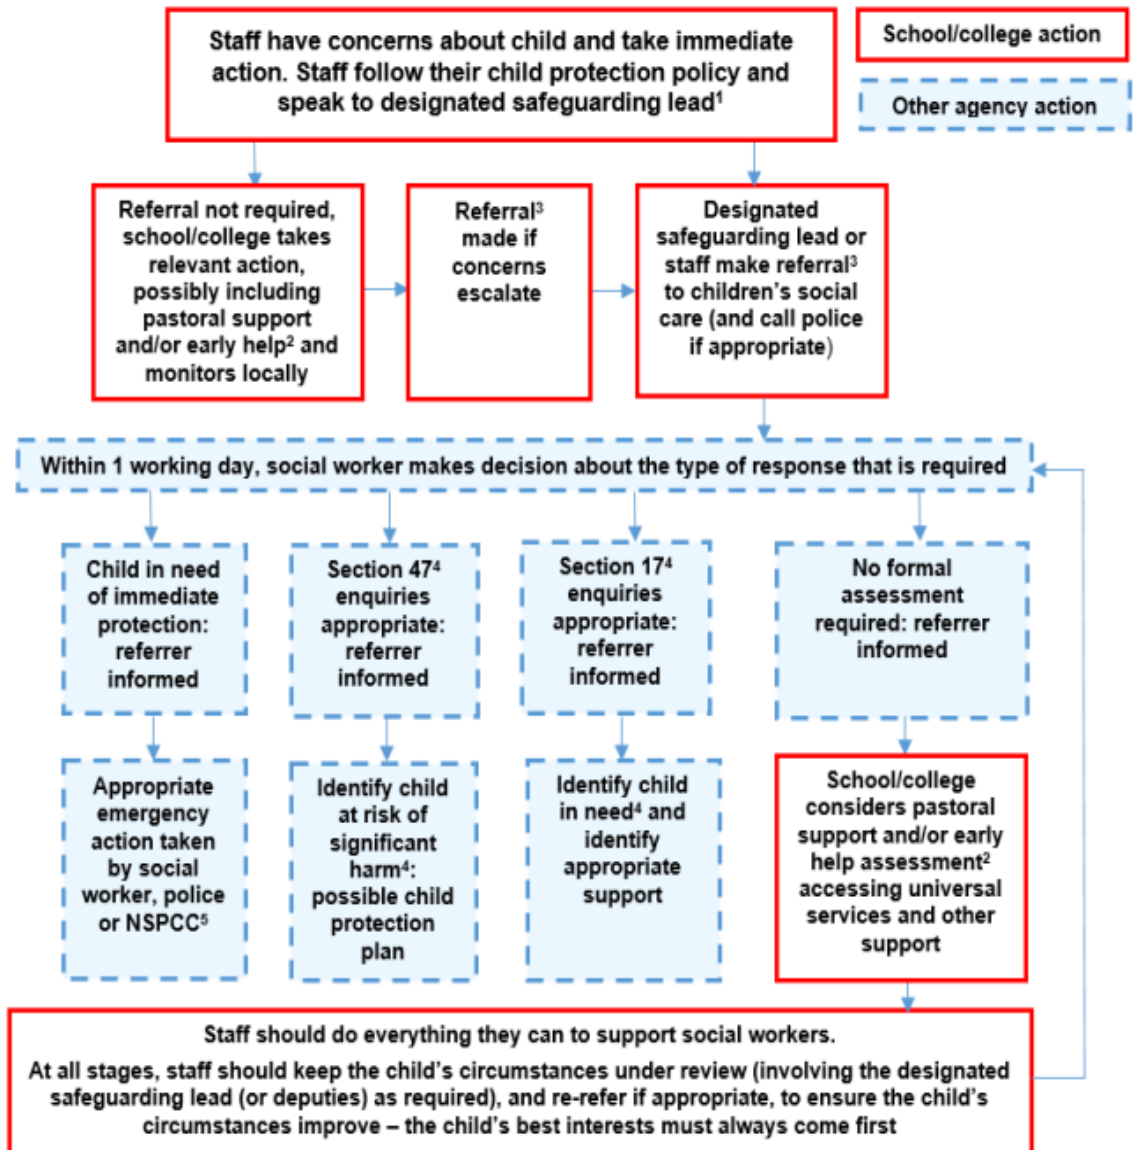 Staff have concerns about child and take immediate
action. Staff follow their child protection policy and
speak to designated safeguarding lead¹
School/college action
Other agency action
Referral not required,
school/college takes
relevant action,
possibly including
pastoral support
and/or early help² and
monitors locally
Referral³
made if
concerns
escalate
Designated
safeguarding lead or
staff make referral³
to children's social
care (and call police
if appropriate)
Within 1 working day, social worker makes decision about the type of response that is required
Child in need
of immediate
protection:
referrer
informed
Section 47⁴
enquiries
appropriate:
referrer
informed
Section 17⁴
enquiries
appropriate:
referrer
informed
No formal
assessment
required: referrer
informed
Appropriate
emergency
action taken
by social
worker, police
or NSPCC⁵
Identify child
at risk of
significant
harm⁴:
possible child
protection
plan
Identify child
in need⁴ and
identify
appropriate
support
School/college
considers pastoral
support and/or early
help assessment²
accessing universal
services and other
support
Staff should do everything they can to support social workers.
At all stages, staff should keep the child's circumstances under review (involving the designated
safeguarding lead (or deputies) as required), and re-refer if appropriate, to ensure the child's
circumstances improve – the child's best interests must always come first